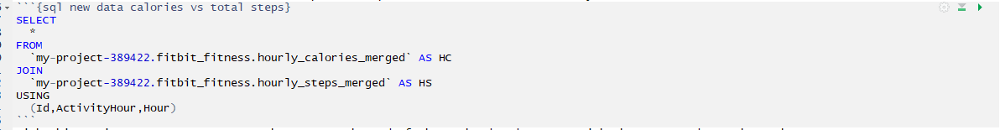 ```{sql new data calories vs total steps}
SELECT
*
FROM
`my-project-389422.fitbit_fitness.hourly_calories_merged` AS HC
JOIN
`my-project-389422.fitbit_fitness.hourly_steps_merged` AS HS
USING
(Id,ActivityHour,Hour)
```